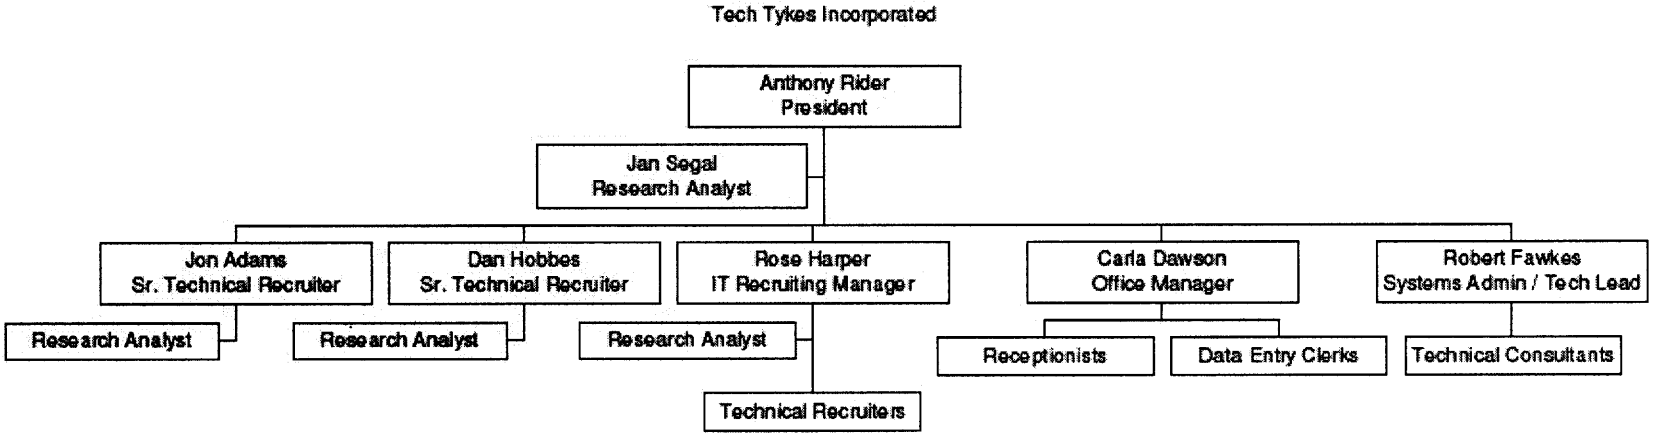 Tech Tykes Incorporated
Anthony Rider
President
Jan Segal
Research Analyst
Jon Adams
Sr. Technical Recruiter
Dan Hobbes
Sr. Technical Recruiter
Rose Harper
IT Recruiting Manager
Carla Dawson
Office Manager
Robert Fawkes
Systems Admin / Tech Lead
Research Analyst
Research Analyst
Research Analyst
Receptionists
Data Entry Clerks
Technical Consultants
Technical Recruiters